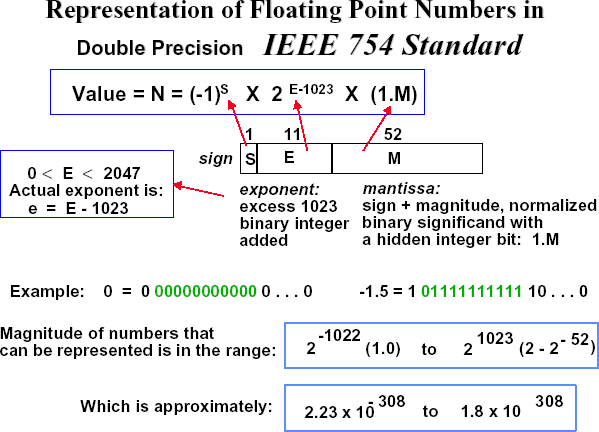 Representation of Floating Point Numbers in
Double Precision IEEE 754 Standard
Value = N = (-1)^S X 2^E-1023 X (1.M)
1 11 52
sign S E M
0 < E < 2047
Actual exponent is:
e = E - 1023
exponent:
excess 1023
binary integer
added
mantissa:
sign + magnitude, normalized
binary significand with
a hidden integer bit: 1.M
Example: 0 = 0 00000000000 0 . . . 0 -1.5 = 1 01111111111 10 . . . 0
Magnitude of numbers that
can be represented is in the range:
2^-1022 (1.0) to 2^1023 (2 - 2^-52)
Which is approximately:
2.23 x 10^-308 to 1.8 x 10^308